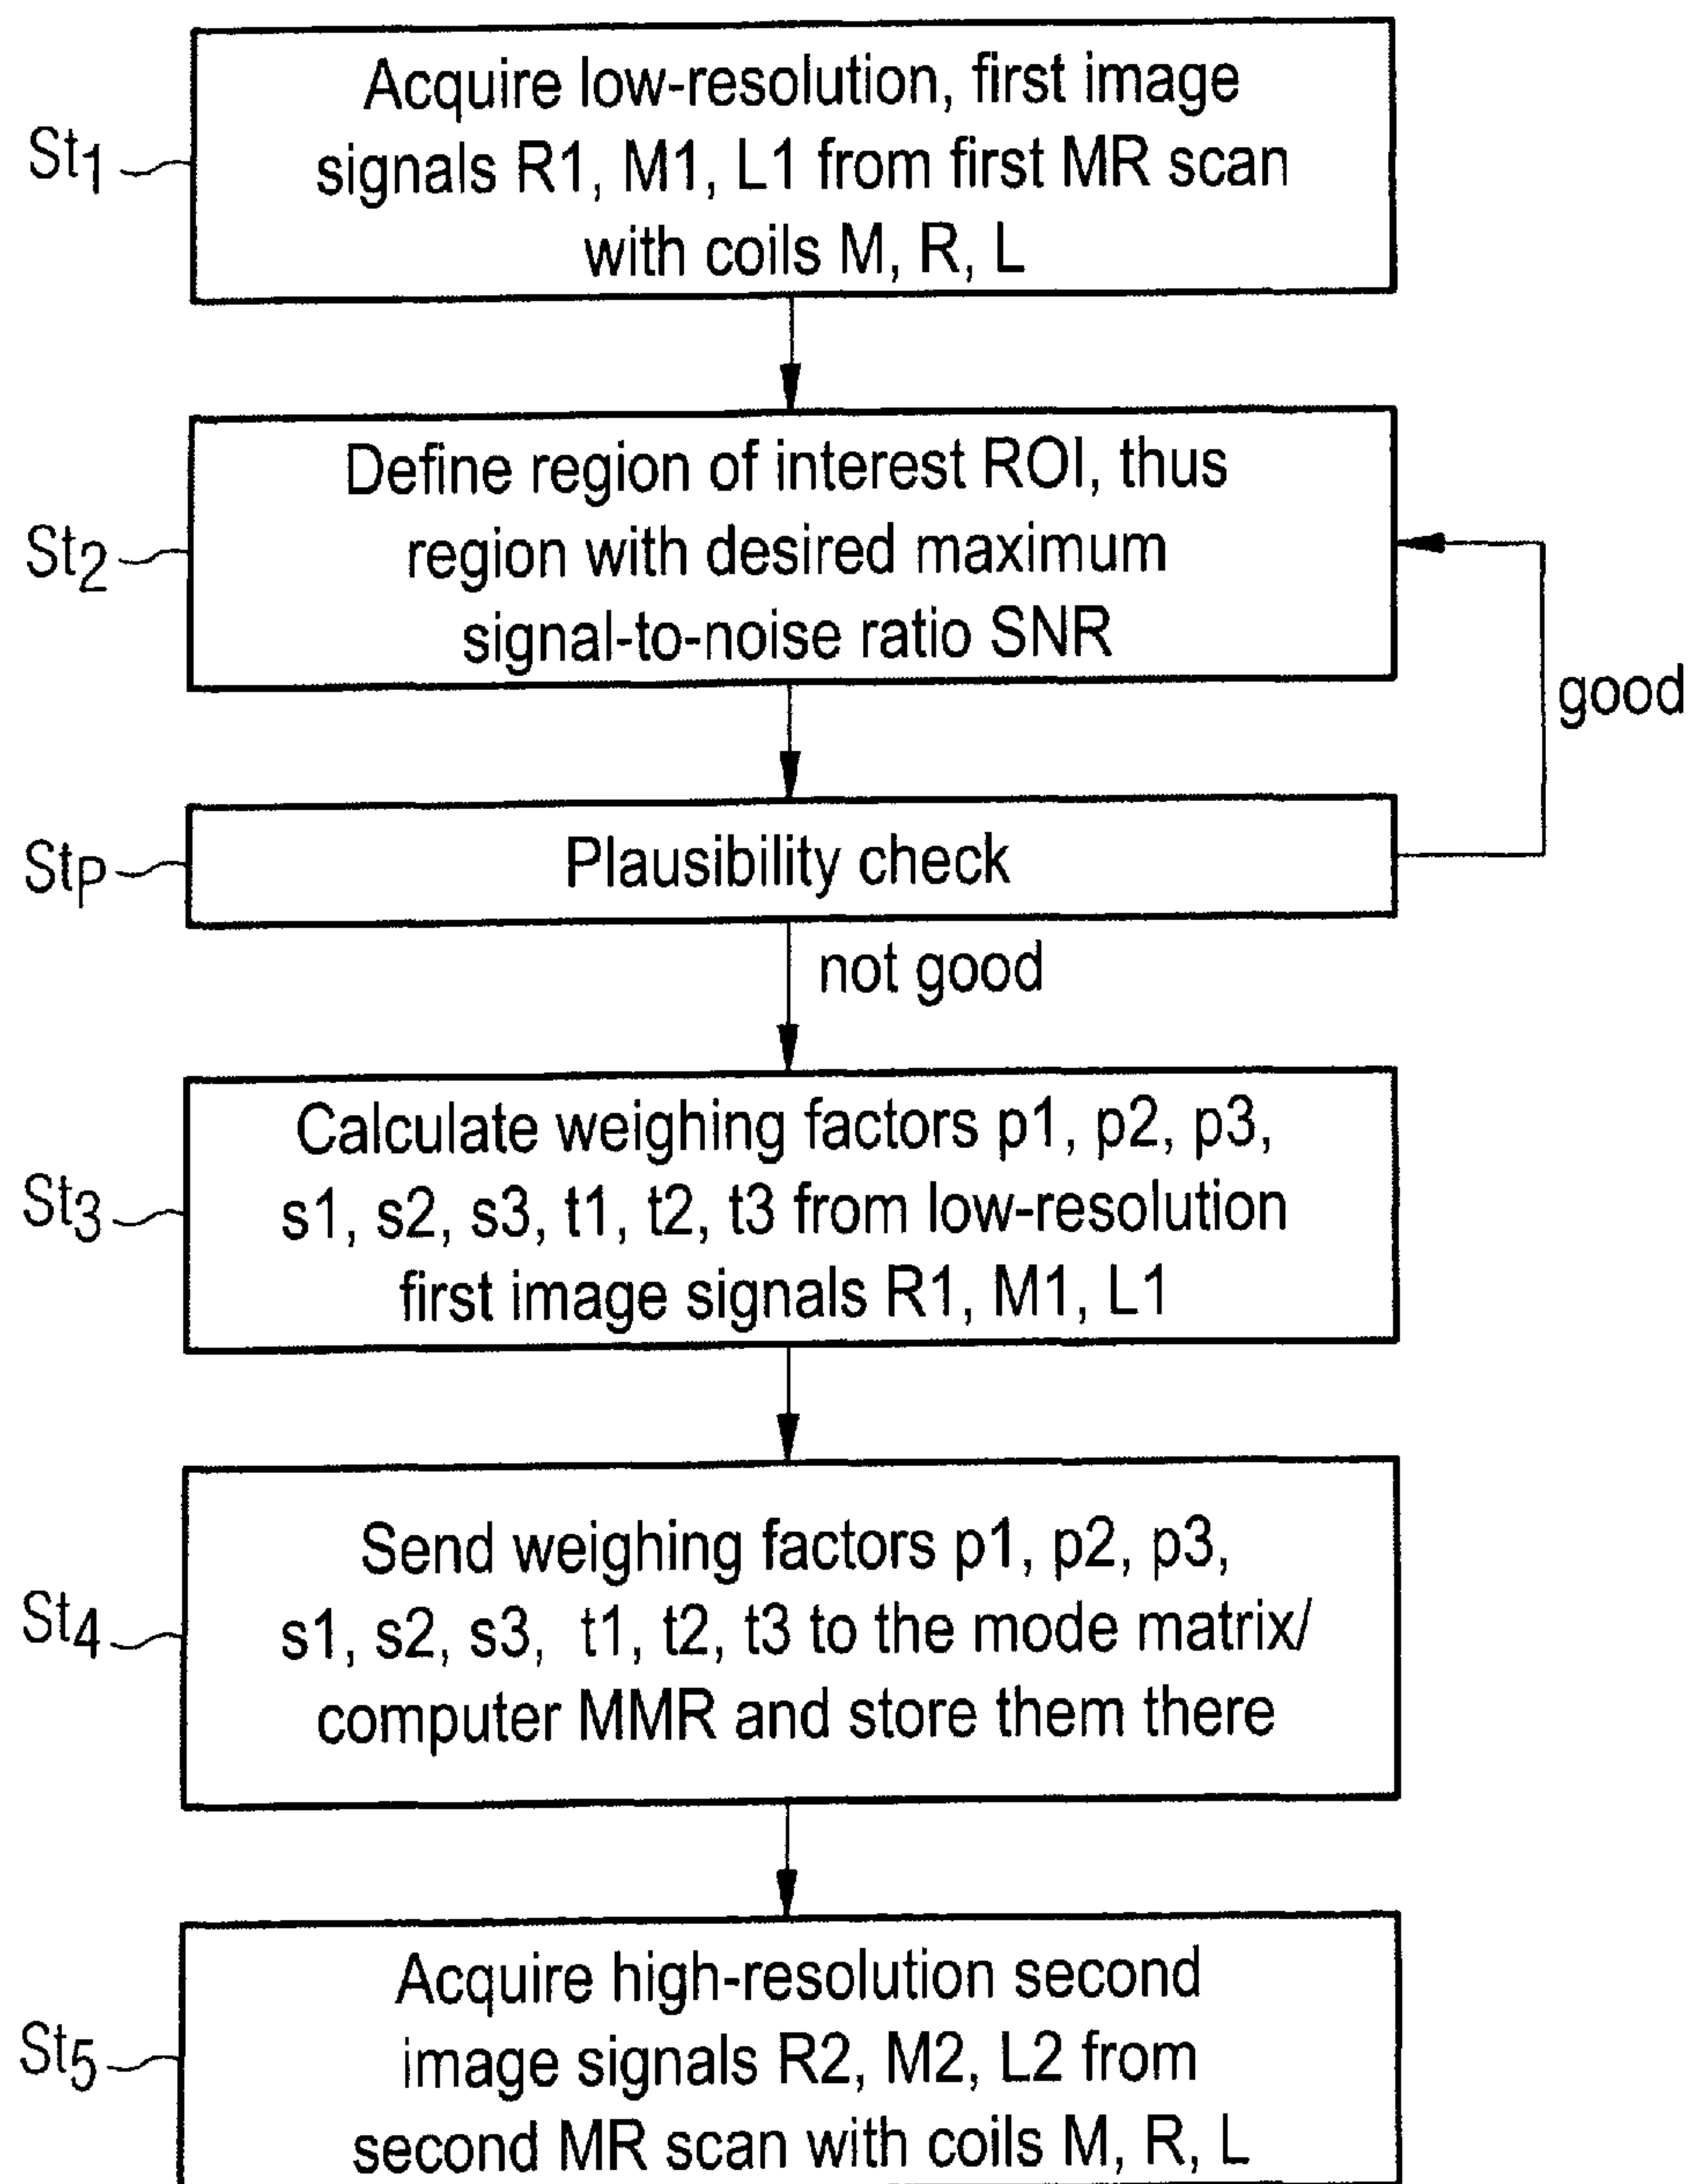 St1
Acquire low-resolution, first image
signals R1, M1, L1 from first MR scan
with coils M, R, L
St2
Define region of interest ROI, thus
region with desired maximum
signal-to-noise ratio SNR
good
StP
Plausibility check
not good
St3
Calculate weighing factors p1, p2, p3,
s1, s2, s3, t1, t2, t3 from low-resolution
first image signals R1, M1, L1
St4
Send weighing factors p1, p2, p3,
s1, s2, s3, t1, t2, t3 to the mode matrix/
computer MMR and store them there
St5
Acquire high-resolution second
image signals R2, M2, L2 from
second MR scan with coils M, R, L